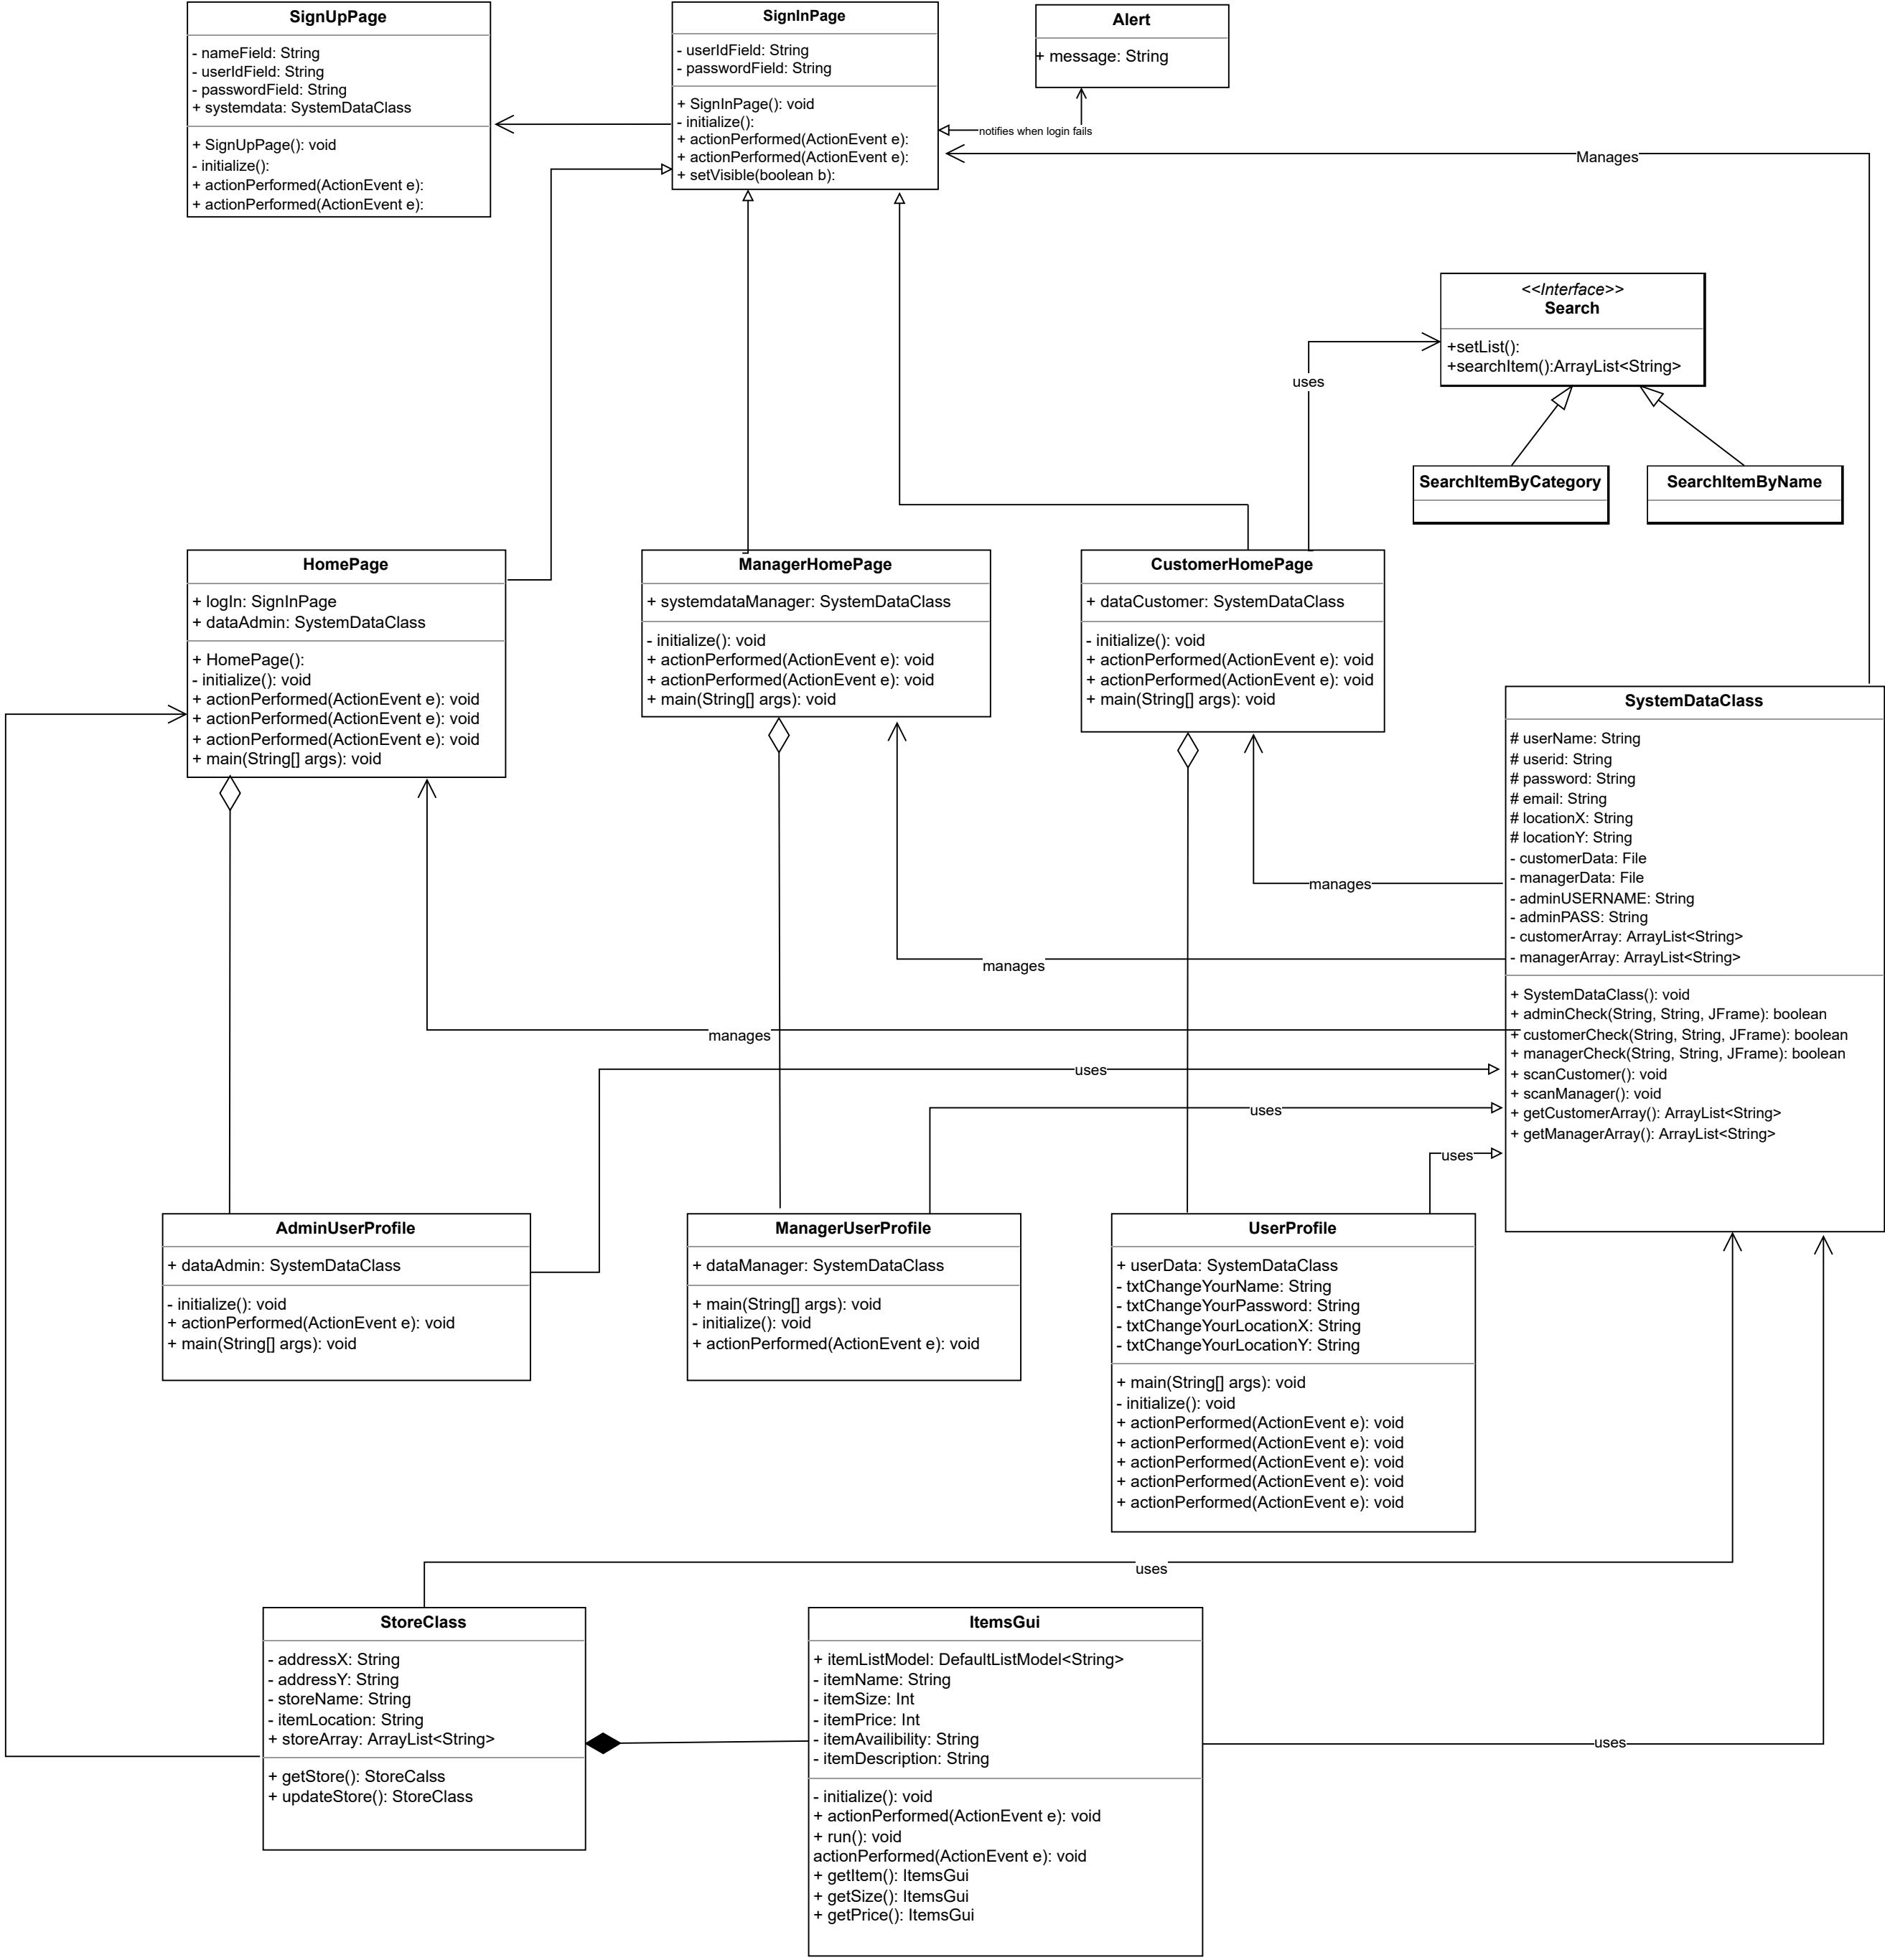 SignUpPage
- nameField: String
- userIdField: String
- passwordField: String
+ systemdata: SystemDataClass
+ SignUpPage(): void
- initialize():
+ actionPerformed(ActionEvent e):
+ actionPerformed(ActionEvent e):
SignInPage
- userIdField: String
- passwordField: String
+ SignInPage(): void
- initialize():
+ actionPerformed(ActionEvent e):
+ actionPerformed(ActionEvent e):
+ setVisible(boolean b):
Alert
+ message: String
notifies when login fails
Manages
<<Interface>>
Search
+setList():
+searchItem():ArrayList<String>
uses
SearchItemByCategory
SearchItemByName
HomePage
+ logIn: SignInPage
+ dataAdmin: SystemDataClass
+ HomePage():
- initialize(): void
+ actionPerformed(ActionEvent e): void
+ actionPerformed(ActionEvent e): void
+ actionPerformed(ActionEvent e): void
+ main(String[] args): void
ManagerHomePage
+ systemdataManager: SystemDataClass
- initialize(): void
+ actionPerformed(ActionEvent e): void
+ actionPerformed(ActionEvent e): void
+ main(String[] args): void
CustomerHomePage
+ dataCustomer: SystemDataClass
- initialize(): void
+ actionPerformed(ActionEvent e): void
+ actionPerformed(ActionEvent e): void
+ main(String[] args): void
SystemDataClass
# userName: String
# userid: String
# password: String
# email: String
# locationX: String
# locationY: String
- customerData: File
- managerData: File
- adminUSERNAME: String
- adminPASS: String
- customerArray: ArrayList<String>
- managerArray: ArrayList<String>
+ SystemDataClass(): void
+ adminCheck(String, String, JFrame): boolean
+ customerCheck(String, String, JFrame): boolean
+ managerCheck(String, String, JFrame): boolean
+ scanCustomer(): void
+ scanManager(): void
+ getCustomerArray(): ArrayList<String>
+ getManagerArray(): ArrayList<String>
manages
manages
manages
uses
uses
uses
AdminUserProfile
+ dataAdmin: SystemDataClass
- initialize(): void
+ actionPerformed(ActionEvent e): void
+ main(String[] args): void
ManagerUserProfile
+ dataManager: SystemDataClass
+ main(String[] args): void
- initialize(): void
+ actionPerformed(ActionEvent e): void
UserProfile
+ userData: SystemDataClass
- txtChangeYourName: String
- txtChangeYourPassword: String
- txtChangeYourLocationX: String
- txtChangeYourLocationY: String
+ main(String[] args): void
- initialize(): void
+ actionPerformed(ActionEvent e): void
+ actionPerformed(ActionEvent e): void
+ actionPerformed(ActionEvent e): void
+ actionPerformed(ActionEvent e): void
+ actionPerformed(ActionEvent e): void
uses
StoreClass
- addressX: String
- addressY: String
- storeName: String
- itemLocation: String
+ storeArray: ArrayList<String>
+ getStore(): StoreCalss
+ updateStore(): StoreClass
ItemsGui
+ itemListModel: DefaultListModel<String>
- itemName: String
- itemSize: Int
- itemPrice: Int
- itemAvailibility: String
- itemDescription: String
- initialize(): void
+ actionPerformed(ActionEvent e): void
+ run(): void
actionPerformed(ActionEvent e): void
+ getItem(): ItemsGui
+ getSize(): ItemsGui
+ getPrice(): ItemsGui
uses